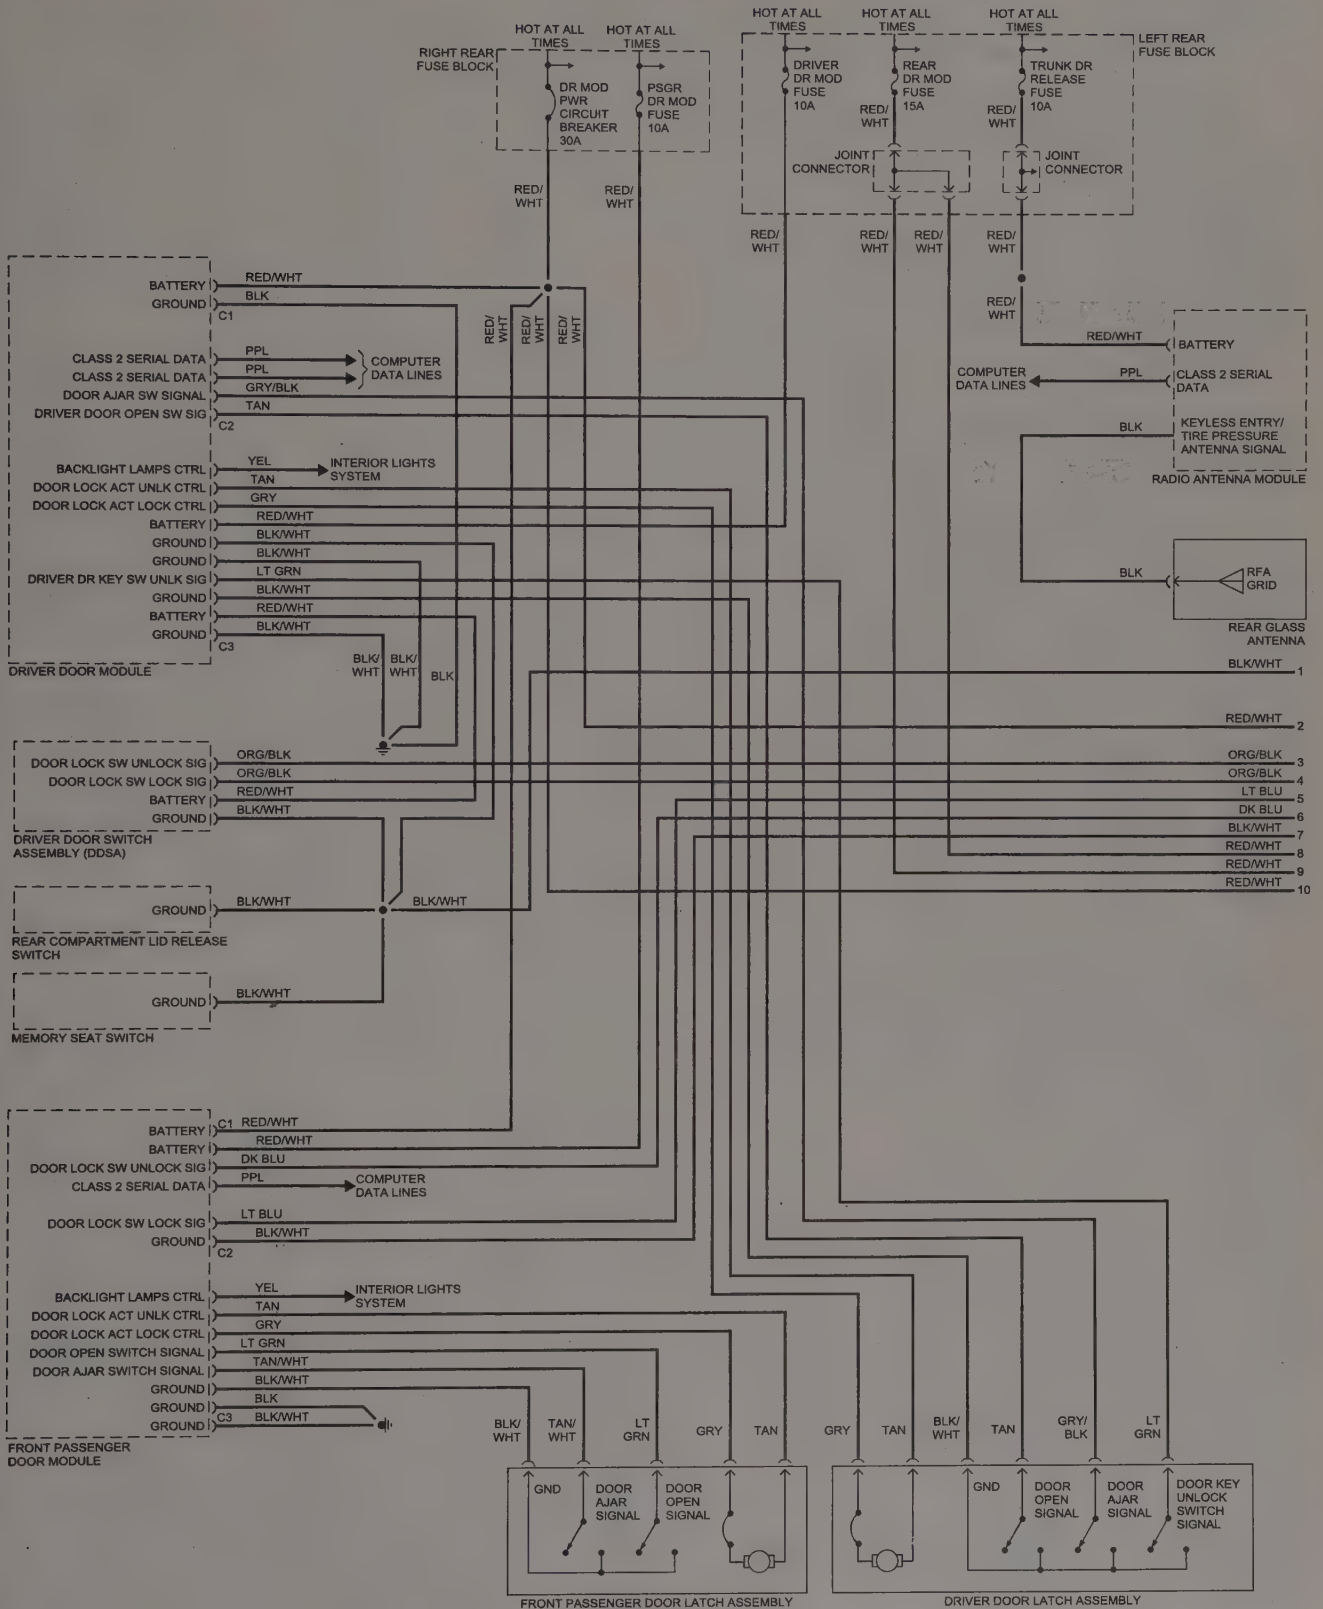 HOT AT ALL
TIMES
HOT AT ALL
TIMES
RIGHT REAR
FUSE BLOCK
DR MOD
PWR
CIRCUIT
BREAKER
30A
PSGR
DR MOD
FUSE
10A
RED/
WHT
RED/
WHT
HOT AT ALL
TIMES
HOT AT ALL
TIMES
HOT AT ALL
TIMES
LEFT REAR
FUSE BLOCK
DRIVER
DR MOD
FUSE
10A
REAR
DR MOD
FUSE
15A
TRUNK DR
RELEASE
FUSE
10A
RED/
WHT
RED/
WHT
JOINT
CONNECTOR
JOINT
CONNECTOR
RED/
WHT
RED/
WHT
RED/
WHT
RED/
WHT
RED/
WHT
RED/
WHT
RED/
WHT
RED/
WHT
BATTERY
RED/WHT
GROUND
BLK
C1
CLASS 2 SERIAL DATA
PPL
CLASS 2 SERIAL DATA
PPL
COMPUTER
DATA LINES
DOOR AJAR SW SIGNAL
GRY/BLK
DRIVER DOOR OPEN SW SIG
TAN
C2
BACKLIGHT LAMPS CTRL
YEL
INTERIOR LIGHTS
SYSTEM
DOOR LOCK ACT UNLK CTRL
TAN
DOOR LOCK ACT LOCK CTRL
GRY
BATTERY
RED/WHT
GROUND
BLK/WHT
GROUND
BLK/WHT
DRIVER DR KEY SW UNLK SIG
LT GRN
GROUND
BLK/WHT
BATTERY
RED/WHT
GROUND
BLK/WHT
C3
DRIVER DOOR MODULE
BLK/
WHT
BLK/
WHT
BLK
RED/WHT
BATTERY
COMPUTER
DATA LINES
PPL
CLASS 2 SERIAL
DATA
BLK
KEYLESS ENTRY/
TIRE PRESSURE
ANTENNA SIGNAL
RADIO ANTENNA MODULE
BLK
RFA
GRID
REAR GLASS
ANTENNA
BLK/WHT 1
RED/WHT 2
ORG/BLK 3
ORG/BLK 4
LT BLU 5
DK BLU 6
BLK/WHT 7
RED/WHT 8
RED/WHT 9
RED/WHT 10
DOOR LOCK SW UNLOCK SIG
ORG/BLK
DOOR LOCK SW LOCK SIG
ORG/BLK
BATTERY
RED/WHT
GROUND
BLK/WHT
DRIVER DOOR SWITCH
ASSEMBLY (DDSA)
GROUND
BLK/WHT
BLK/WHT
REAR COMPARTMENT LID RELEASE
SWITCH
GROUND
BLK/WHT
MEMORY SEAT SWITCH
BATTERY
C1 RED/WHT
BATTERY
RED/WHT
DOOR LOCK SW UNLOCK SIG
DK BLU
CLASS 2 SERIAL DATA
PPL
COMPUTER
DATA LINES
DOOR LOCK SW LOCK SIG
LT BLU
GROUND
BLK/WHT
C2
BACKLIGHT LAMPS CTRL
YEL
INTERIOR LIGHTS
SYSTEM
DOOR LOCK ACT UNLK CTRL
TAN
DOOR LOCK ACT LOCK CTRL
GRY
DOOR OPEN SWITCH SIGNAL
LT GRN
DOOR AJAR SWITCH SIGNAL
TAN/WHT
GROUND
BLK/WHT
GROUND
BLK
GROUND
C3 BLK/WHT
FRONT PASSENGER
DOOR MODULE
BLK/
WHT
TAN/
WHT
LT
GRN
GRY
TAN
GRY
TAN
BLK/
WHT
TAN
GRY/
BLK
LT
GRN
GND
DOOR
AJAR
SIGNAL
DOOR
OPEN
SIGNAL
FRONT PASSENGER DOOR LATCH ASSEMBLY
GND
DOOR
OPEN
SIGNAL
DOOR
AJAR
SIGNAL
DOOR KEY
UNLOCK
SWITCH
SIGNAL
DRIVER DOOR LATCH ASSEMBLY